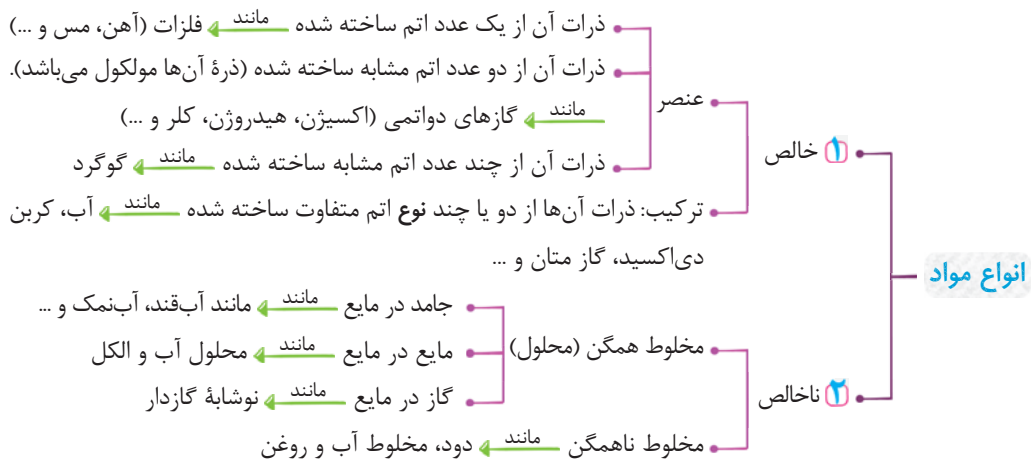 انواع مواد
۱ خالص
عنصر
ذرات آن از یک عدد اتم ساخته شده مانند فلزات (آهن، مس و ...)
ذرات آن از دو عدد اتم مشابه ساخته شده (ذرهٔ آن‌ها مولکول می‌باشد).
مانند گازهای دواتمی (اکسیژن، هیدروژن، کلر و ...)
ذرات آن از چند عدد اتم مشابه ساخته شده مانند گوگرد
ترکیب: ذرات آن‌ها از دو یا چند نوع اتم متفاوت ساخته شده مانند آب، کربن
دی‌اکسید، گاز متان و ...
۲ ناخالص
مخلوط همگن (محلول)
جامد در مایع مانند مانند آب‌قند، آب‌نمک و ...
مایع در مایع مانند محلول آب و الکل
گاز در مایع مانند نوشابهٔ گازدار
مخلوط ناهمگن مانند دود، مخلوط آب و روغن